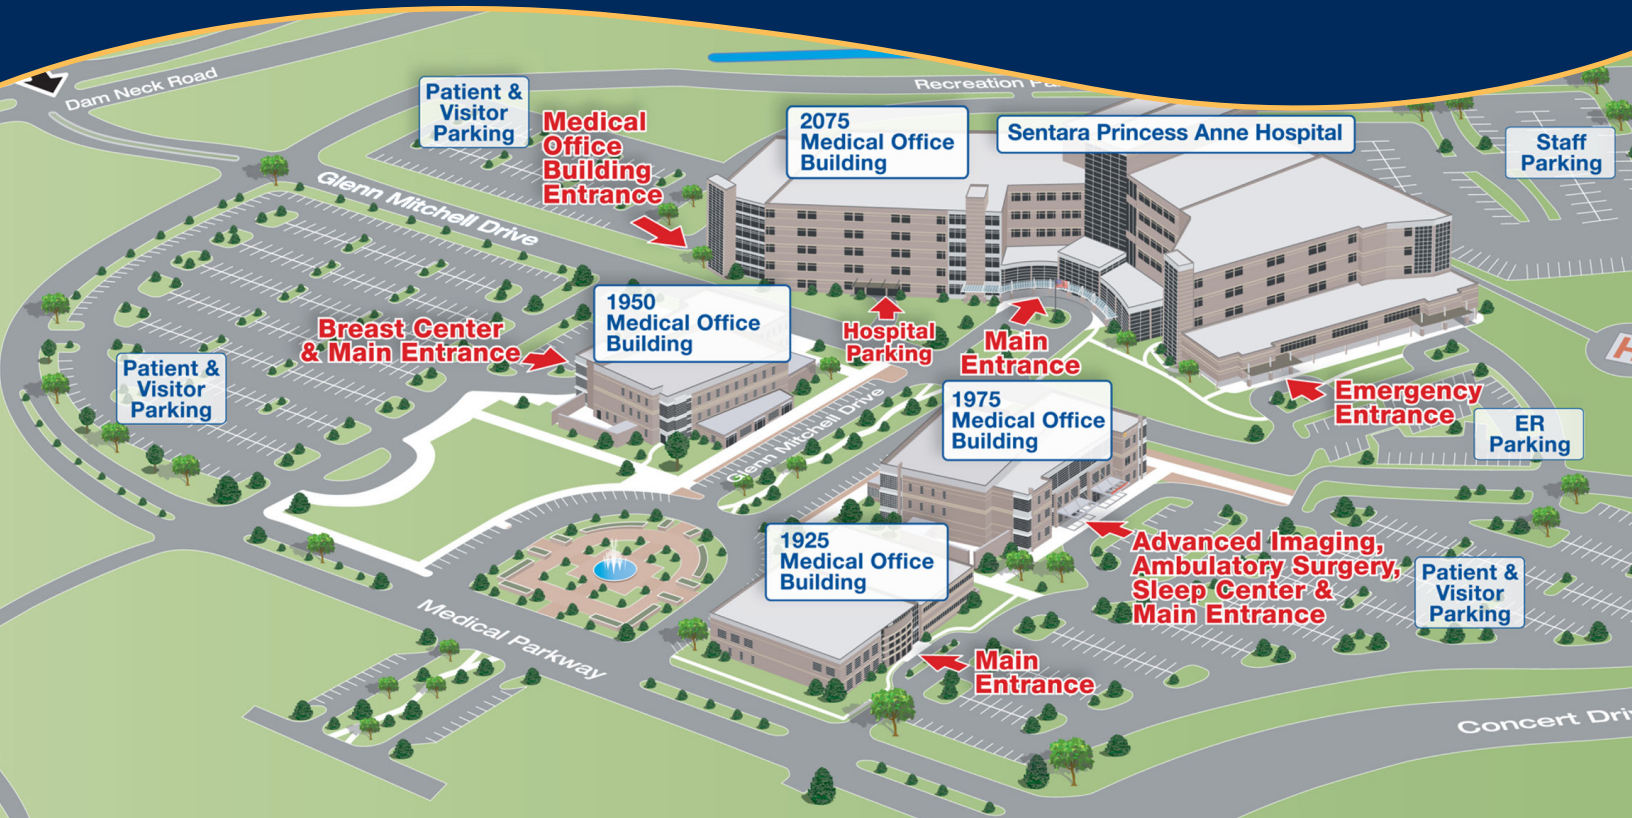 Dam Neck Road
Recreation
Patient &
Visitor
Parking
Medical
Office
Building
Entrance
2075
Medical Office
Building
Sentara Princess Anne Hospital
Staff
Parking
Glenn Mitchell Drive
Breast Center
& Main Entrance
1950
Medical Office
Building
Hospital
Parking
Main
Entrance
Patient &
Visitor
Parking
1975
Medical Office
Building
Emergency
Entrance
ER
Parking
H
Glenn Mitchell Drive
1925
Medical Office
Building
Advanced Imaging,
Ambulatory Surgery,
Sleep Center &
Main Entrance
Patient &
Visitor
Parking
Medical Parkway
Main
Entrance
Concert